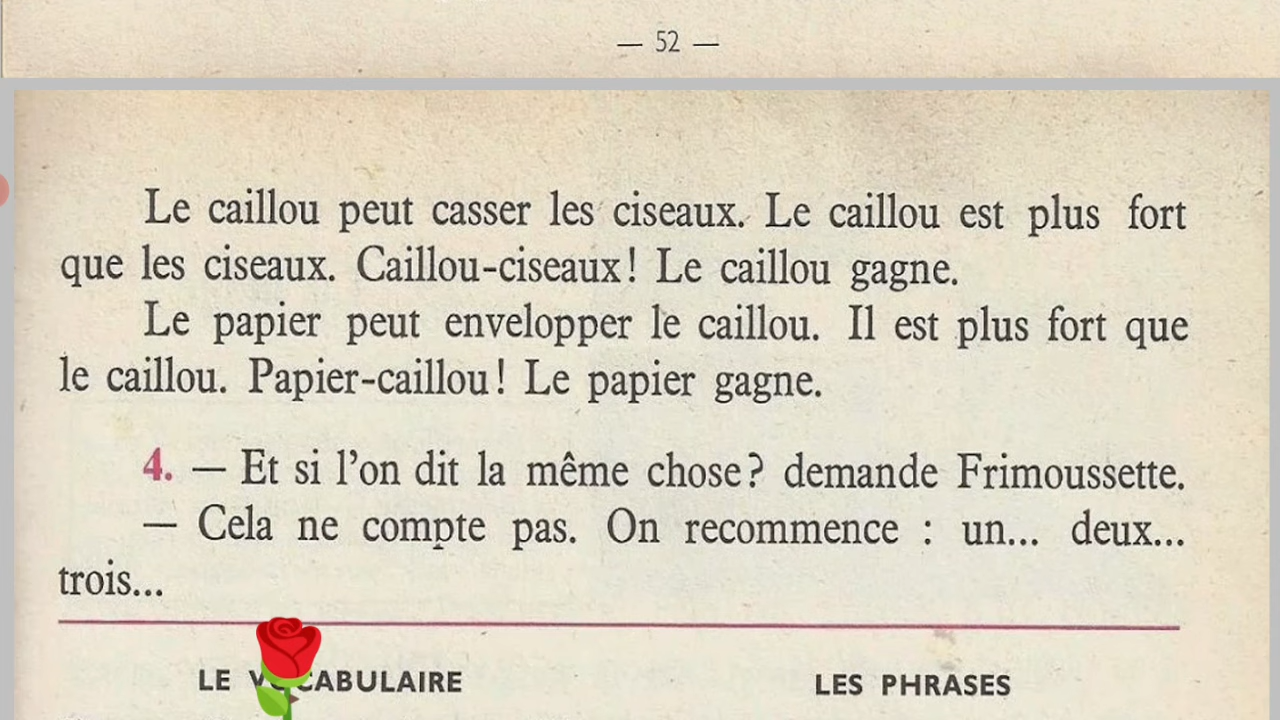 — 52 —
Le caillou peut casser les ciseaux. Le caillou est plus fort
que les ciseaux. Caillou-ciseaux! Le caillou gagne.
Le papier peut envelopper le caillou. Il est plus fort que
le caillou. Papier-caillou! Le papier gagne.
4. — Et si l'on dit la même chose? demande Frimoussette.
— Cela ne compte pas. On recommence : un... deux...
trois...
LE VOCABULAIRE LES PHRASES